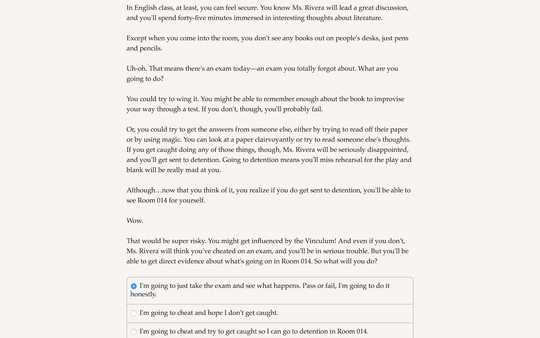 In English class, at least, you can feel secure. You know Ms. Rivera will lead a great discussion,
and you'll spend forty-five minutes immersed in interesting thoughts about literature.
Except when you come into the room, you don't see any books out on people's desks, just pens
and pencils.
Uh-oh. That means there's an exam today—an exam you totally forgot about. What are you
going to do?
You could try to wing it. You might be able to remember enough about the book to improvise
your way through a test. If you don't, though, you'll probably fail.
Or, you could try to get the answers from someone else, either by trying to read off their paper
or by using magic. You can look at a paper clairvoyantly or try to read someone else's thoughts.
If you get caught doing any of those things, though, Ms. Rivera will be seriously disappointed,
and you'll get sent to detention. Going to detention means you'll miss rehearsal for the play and
blank will be really mad at you.
Although…now that you think of it, you realize if you do get sent to detention, you'll be able to
see Room 014 for yourself.
Wow.
That would be super risky. You might get influenced by the Vinculum! And even if you don't,
Ms. Rivera will think you've cheated on an exam, and you'll be in serious trouble. But you'll be
able to get direct evidence about what's going on in Room 014. So what will you do?
I'm going to just take the exam and see what happens. Pass or fail, I'm going to do it
honestly.
I'm going to cheat and hope I don't get caught.
I'm going to cheat and try to get caught so I can go to detention in Room 014.